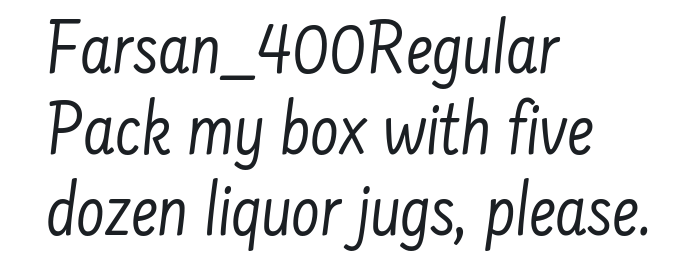 Farsan_400Regular
Pack my box with five
dozen liquor jugs, please.